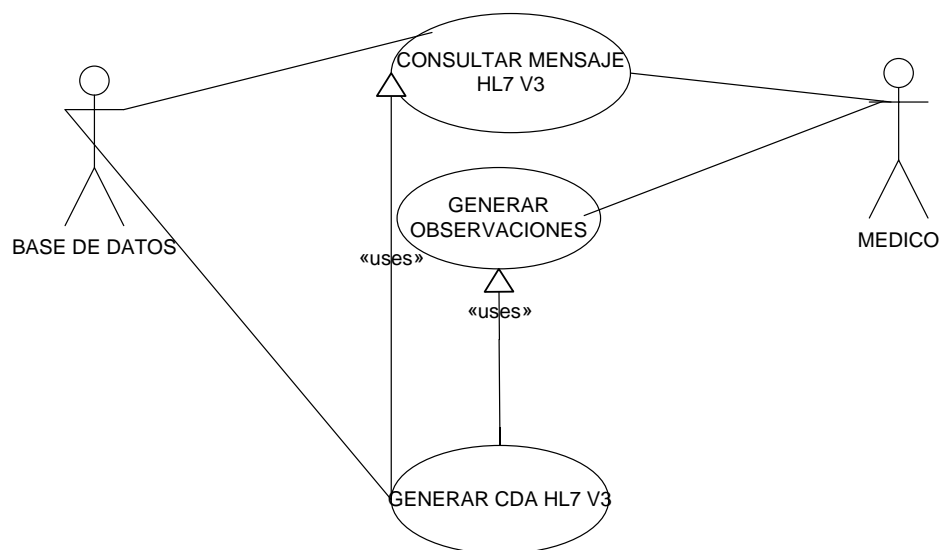 CONSULTAR MENSAJE
HL7 V3
GENERAR
OBSERVACIONES
BASE DE DATOS
MEDICO
«uses»
«uses»
GENERAR CDA HL7 V3